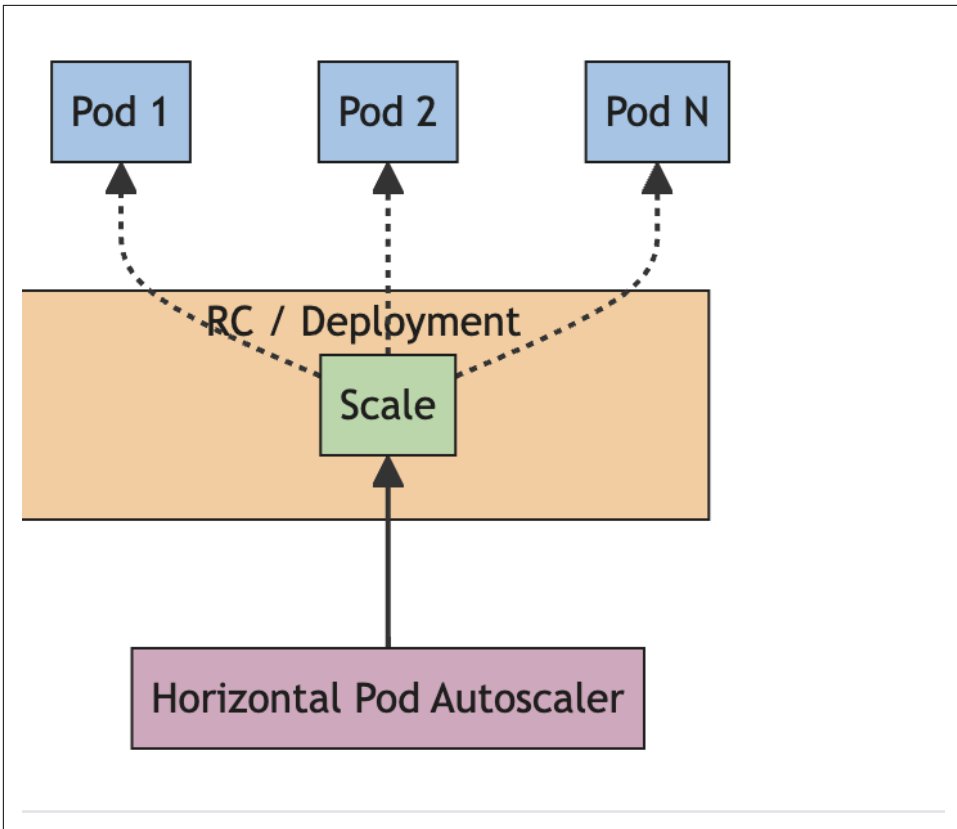 Pod 1
Pod 2
Pod N
RC / Deployment
Scale
Horizontal Pod Autoscaler